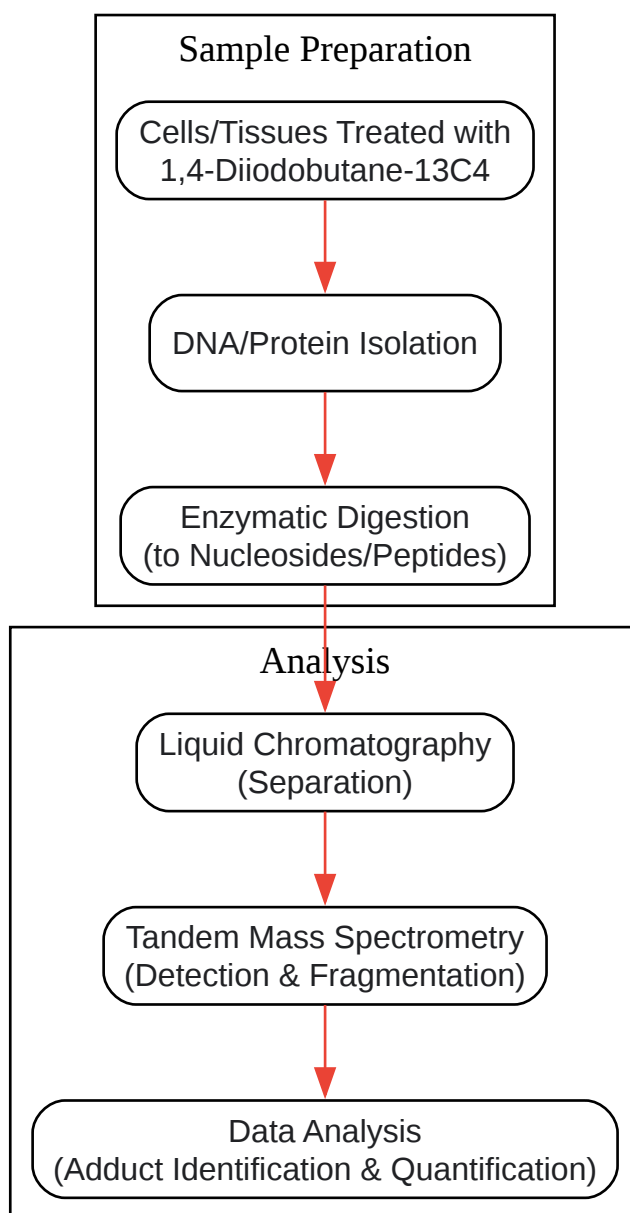 Sample Preparation
Cells/Tissues Treated with
1,4-Diiodobutane-13C4
DNA/Protein Isolation
Enzymatic Digestion
(to Nucleosides/Peptides)
Analysis
Liquid Chromatography
(Separation)
Tandem Mass Spectrometry
(Detection & Fragmentation)
Data Analysis
(Adduct Identification & Quantification)